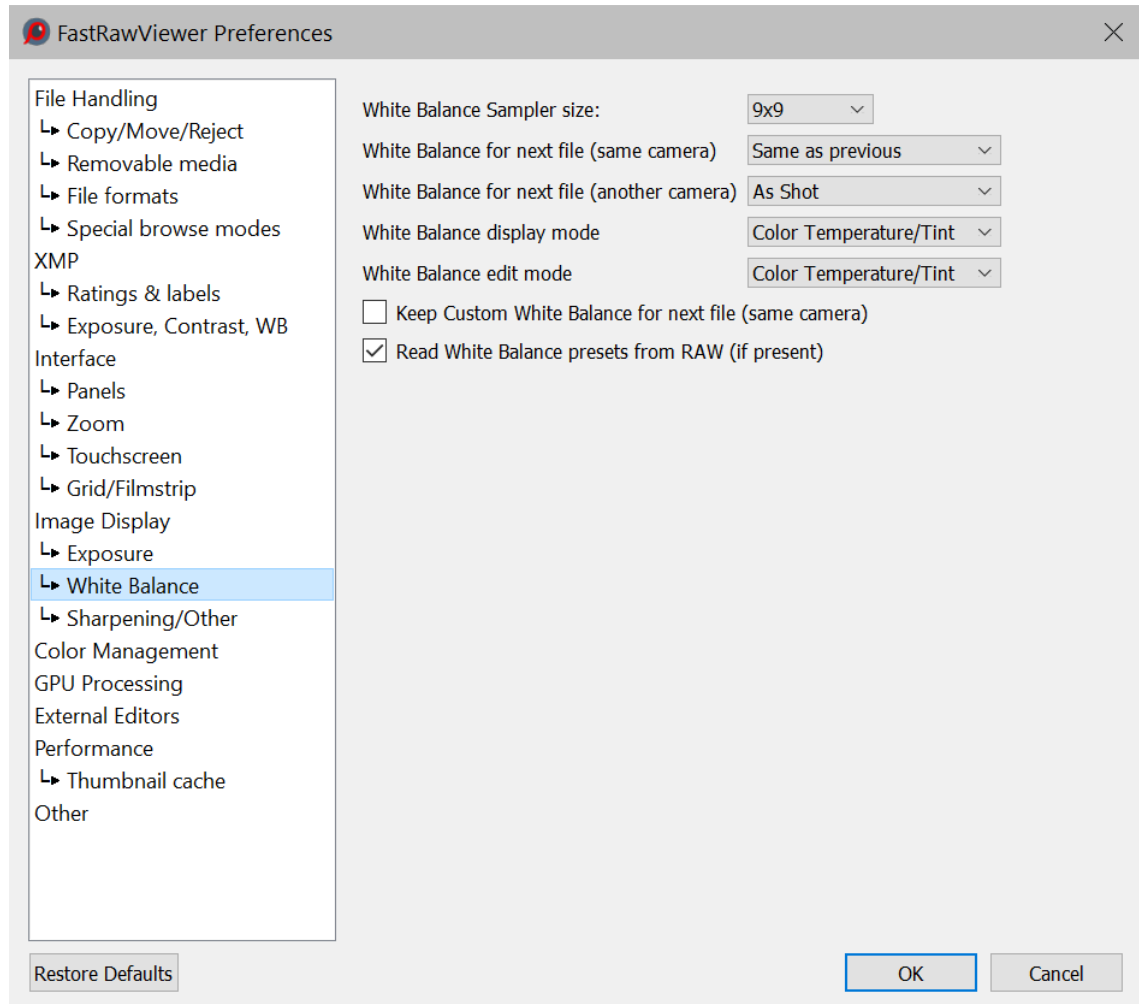 FastRawViewer Preferences
File Handling
Copy/Move/Reject
Removable media
File formats
Special browse modes
XMP
Ratings & labels
Exposure, Contrast, WB
Interface
Panels
Zoom
Touchscreen
Grid/Filmstrip
Image Display
Exposure
White Balance
Sharpening/Other
Color Management
GPU Processing
External Editors
Performance
Thumbnail cache
Other
White Balance Sampler size: 9x9
White Balance for next file (same camera) Same as previous
White Balance for next file (another camera) As Shot
White Balance display mode Color Temperature/Tint
White Balance edit mode Color Temperature/Tint
Keep Custom White Balance for next file (same camera)
Read White Balance presets from RAW (if present)
Restore Defaults OK Cancel